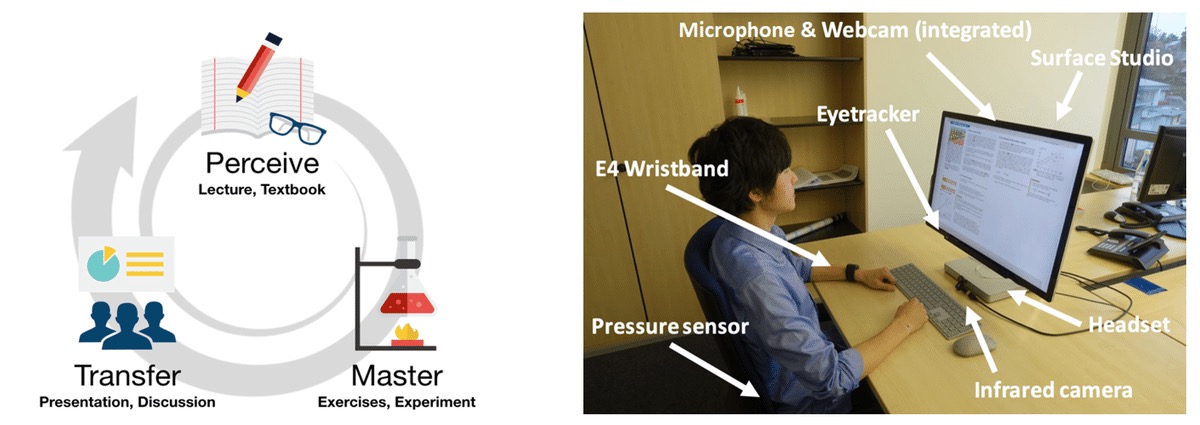 Perceive
Lecture, Textbook
Transfer
Presentation, Discussion
Master
Exercises, Experiment
Microphone & Webcam (integrated)
Surface Studio
Eyetracker
E4 Wristband
Pressure sensor
Headset
Infrared camera